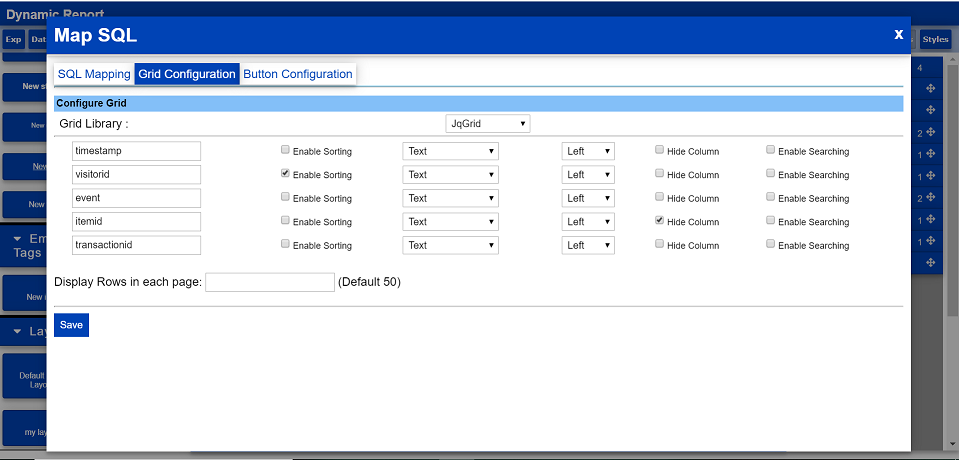 Dynamic Report
Exp Dat Styles
Map SQL x
SQL Mapping Grid Configuration Button Configuration
Configure Grid
Grid Library : JqGrid
timestamp Enable Sorting Text Left Hide Column Enable Searching
visitorid Enable Sorting Text Left Hide Column Enable Searching
event Enable Sorting Text Left Hide Column Enable Searching
itemid Enable Sorting Text Left Hide Column Enable Searching
transactionid Enable Sorting Text Left Hide Column Enable Searching
Display Rows in each page: (Default 50)
Save
New s
New
New
New
Em
Tags
New
Lay
Default
Layo
my lay
4
2
1
1
2
1
1